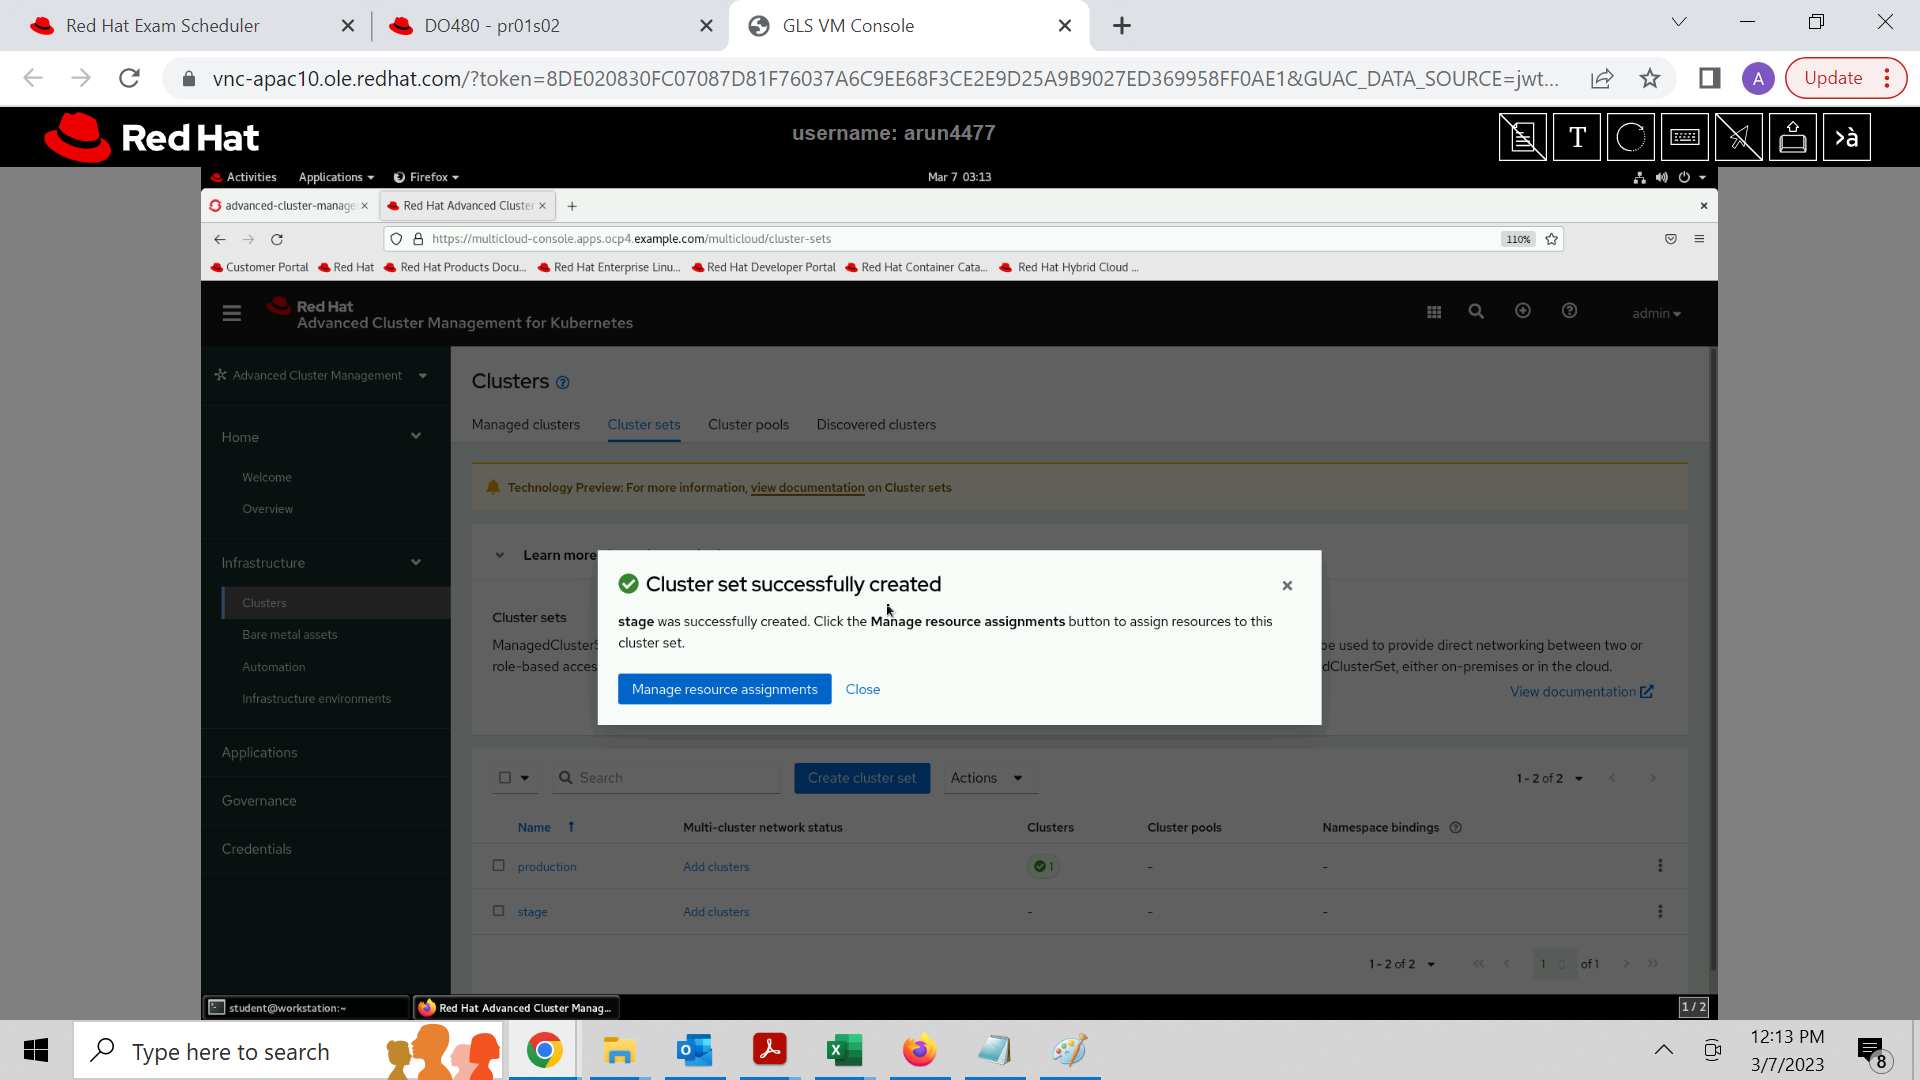 Red Hat Exam Scheduler
DO480 - pr01s02
GLS VM Console
vnc-apac10.ole.redhat.com/?token=8DE020830FC07087D81F76037A6C9EE68F3CE2E9D25A9B9027ED369958FF0AE1&GUAC_DATA_SOURCE=jwt...
A
Update
Red Hat
username: arun4477
T
>à
Activities
Applications
Firefox
Mar 7 03:13
advanced-cluster-manage
Red Hat Advanced Cluster
https://multicloud-console.apps.ocp4.example.com/multicloud/cluster-sets
110%
Customer Portal
Red Hat
Red Hat Products Docu...
Red Hat Enterprise Linu...
Red Hat Developer Portal
Red Hat Container Cata...
Red Hat Hybrid Cloud ...
Red Hat
Advanced Cluster Management for Kubernetes
admin
Advanced Cluster Management
Home
Welcome
Overview
Infrastructure
Clusters
Bare metal assets
Automation
Infrastructure environments
Applications
Governance
Credentials
Clusters
Managed clusters
Cluster sets
Cluster pools
Discovered clusters
Technology Preview: For more information, view documentation on Cluster sets
Learn more
Cluster sets
ManagedClusterS
be used to provide direct networking between two or
role-based acces
dClusterSet, either on-premises or in the cloud.
View documentation
Cluster set successfully created
stage was successfully created. Click the Manage resource assignments button to assign resources to this
cluster set.
Manage resource assignments
Close
Search
Create cluster set
Actions
1 - 2 of 2
Name
Multi-cluster network status
Clusters
Cluster pools
Namespace bindings
production
Add clusters
1
-
-
stage
Add clusters
-
-
-
1 - 2 of 2
1
of 1
student@workstation:~
Red Hat Advanced Cluster Manag...
1 / 2
Type here to search
12:13 PM
3/7/2023
8